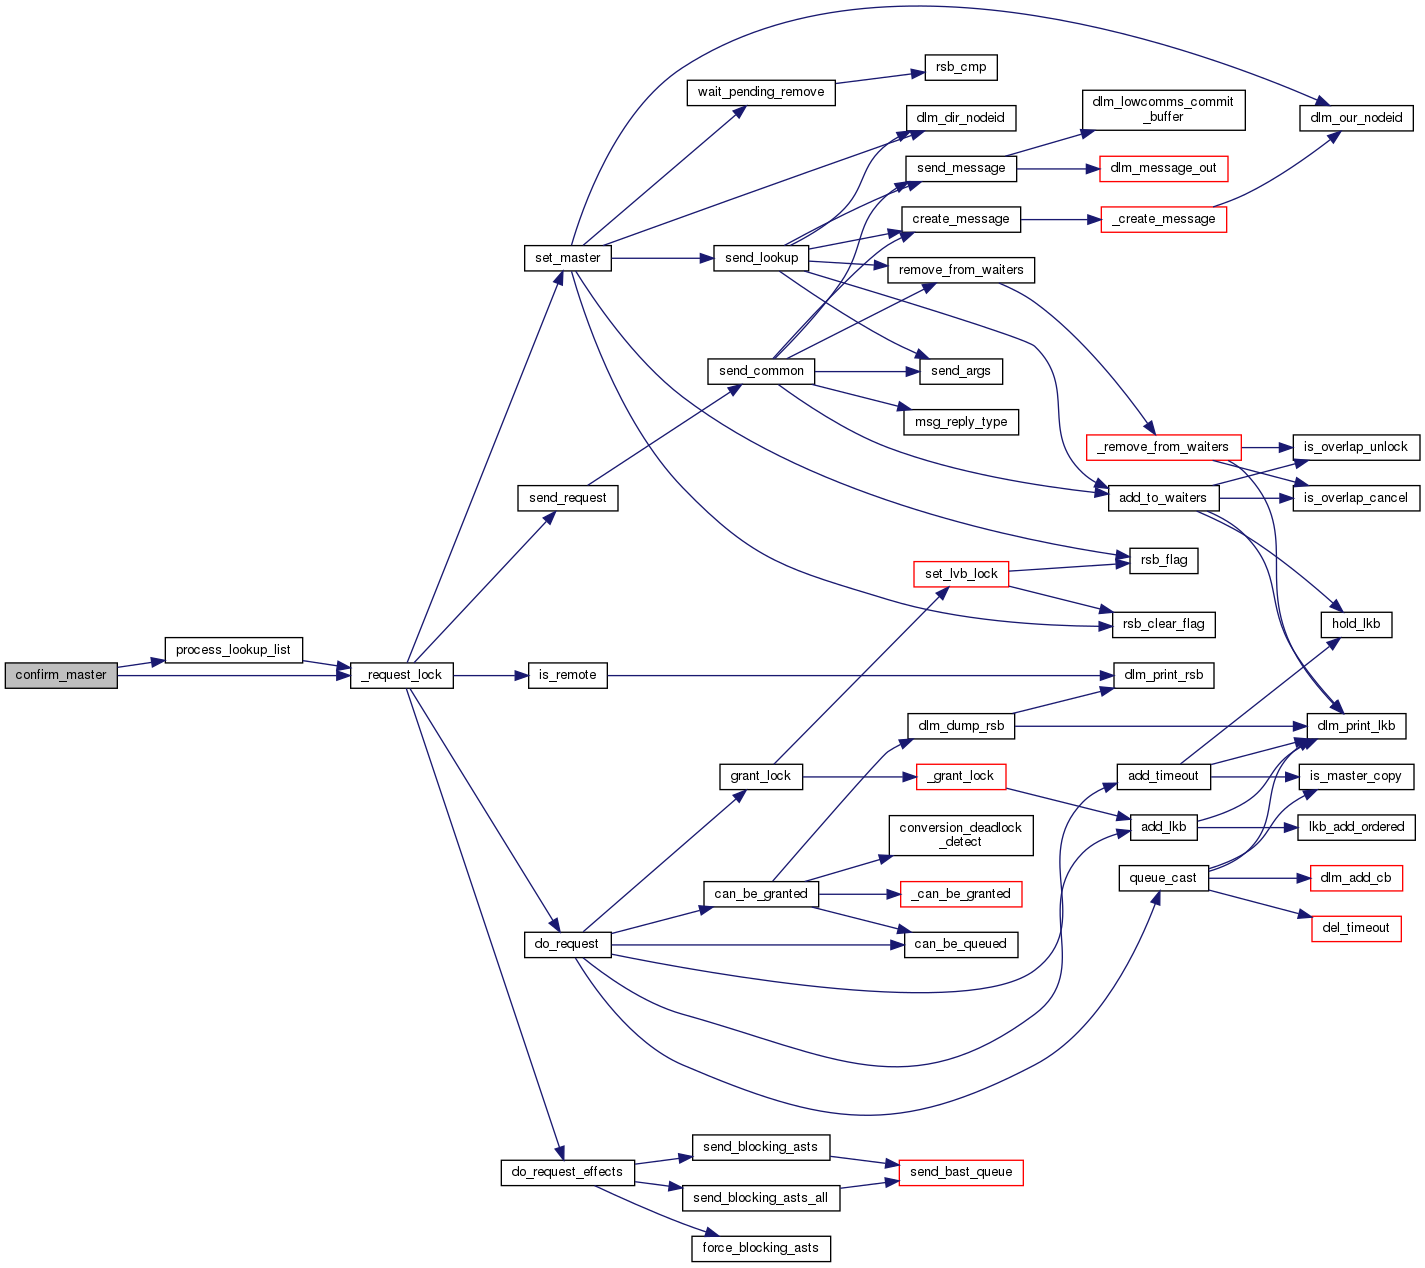 rsb_cmp
wait_pending_remove
dlm_lowcomms_commit
_buffer
dlm_dir_nodeid
dlm_our_nodeid
send_message
dlm_message_out
create_message
_create_message
set_master
send_lookup
remove_from_waiters
send_common
send_args
msg_reply_type
_remove_from_waiters
is_overlap_unlock
send_request
add_to_waiters
is_overlap_cancel
rsb_flag
set_lvb_lock
rsb_clear_flag
hold_lkb
process_lookup_list
confirm_master
_request_lock
is_remote
dlm_print_rsb
dlm_dump_rsb
dlm_print_lkb
grant_lock
_grant_lock
add_timeout
is_master_copy
conversion_deadlock
_detect
add_lkb
lkb_add_ordered
can_be_granted
_can_be_granted
queue_cast
dlm_add_cb
do_request
can_be_queued
del_timeout
send_blocking_asts
do_request_effects
send_bast_queue
send_blocking_asts_all
force_blocking_asts